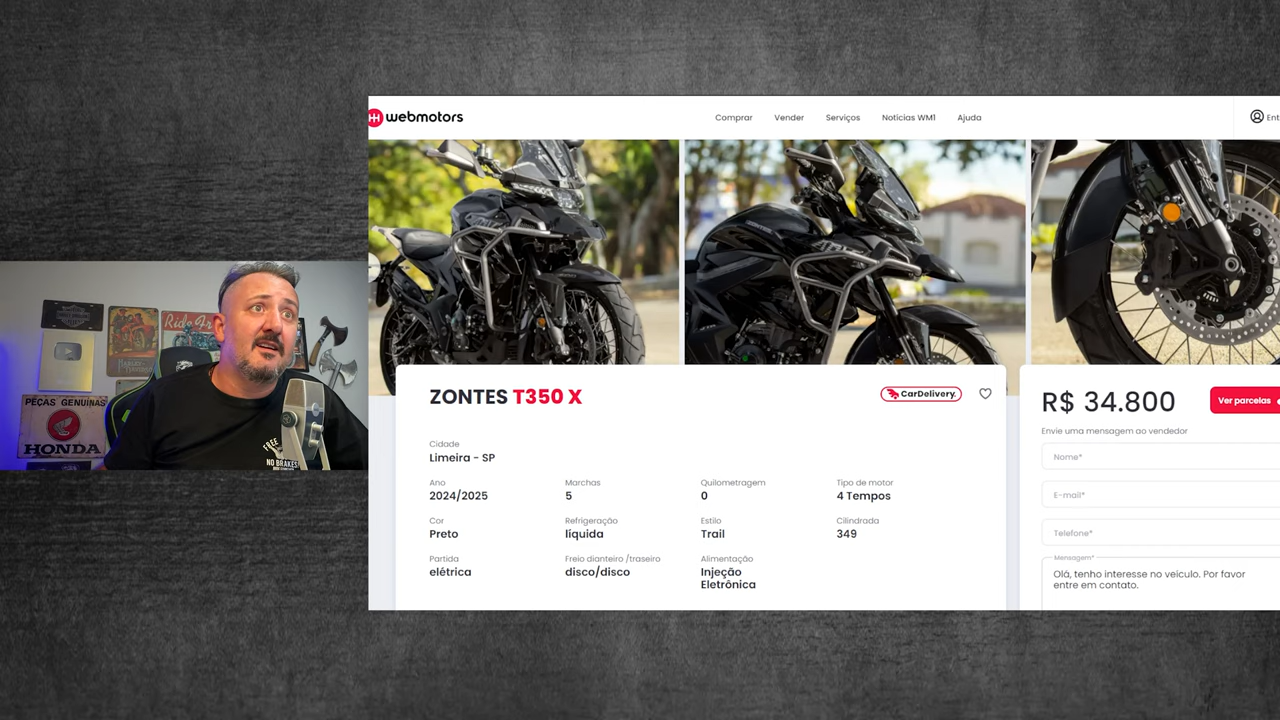 webmotors
Comprar
Vender
Serviços
Notícias WM1
Ajuda
Ent
ZONTES T350 X
CarDelivery.
R$ 34.800
Ver parcelas
Envie uma mensagem ao vendedor
Nome*
E-mail*
Telefone*
Mensagem*
Olá, tenho interesse no veículo. Por favor
entre em contato.
Cidade
Limeira - SP
Ano
2024/2025
Marchas
5
Quilometragem
0
Tipo de motor
4 Tempos
Cor
Preto
Refrigeração
líquida
Estilo
Trail
Cilindrada
349
Partida
elétrica
Freio dianteiro /traseiro
disco/disco
Alimentação
Injeção
Eletrônica
PEÇAS GENUINAS
HONDA
NO BRAKES